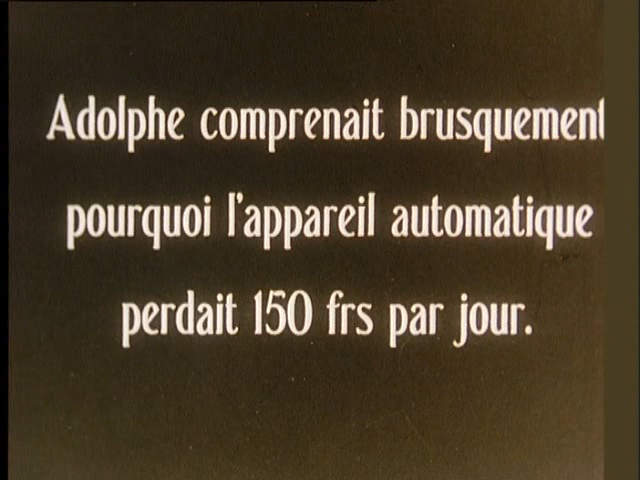 Adolphe comprenait brusquement
pourquoi l'appareil automatique
perdait 150 frs par jour.